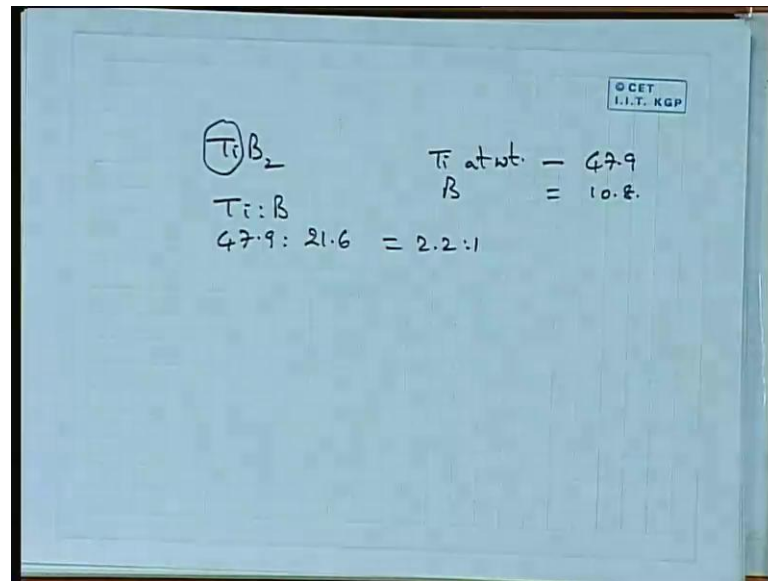 © CET
I.I.T. KGP
TiB₂
Ti at wt. — 47.9
B = 10.8.
Ti : B
47.9 : 21.6 = 2.2 : 1